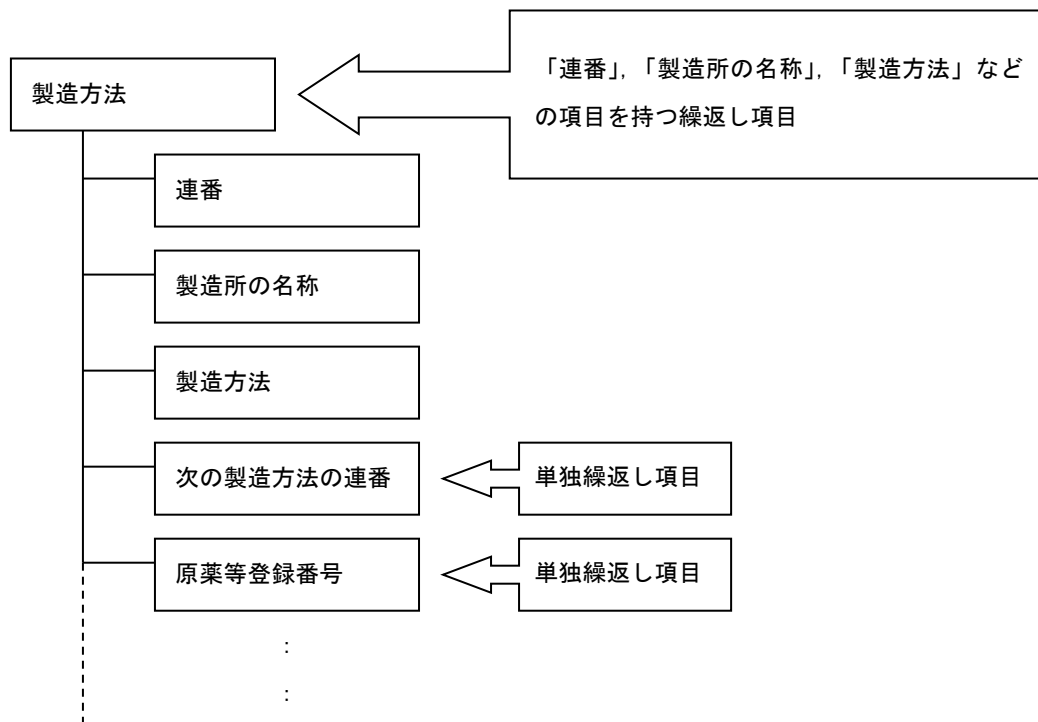 製造方法
「連番」，「製造所の名称」，「製造方法」など
の項目を持つ繰返し項目
連番
製造所の名称
製造方法
次の製造方法の連番
単独繰返し項目
原薬等登録番号
単独繰返し項目
：
：